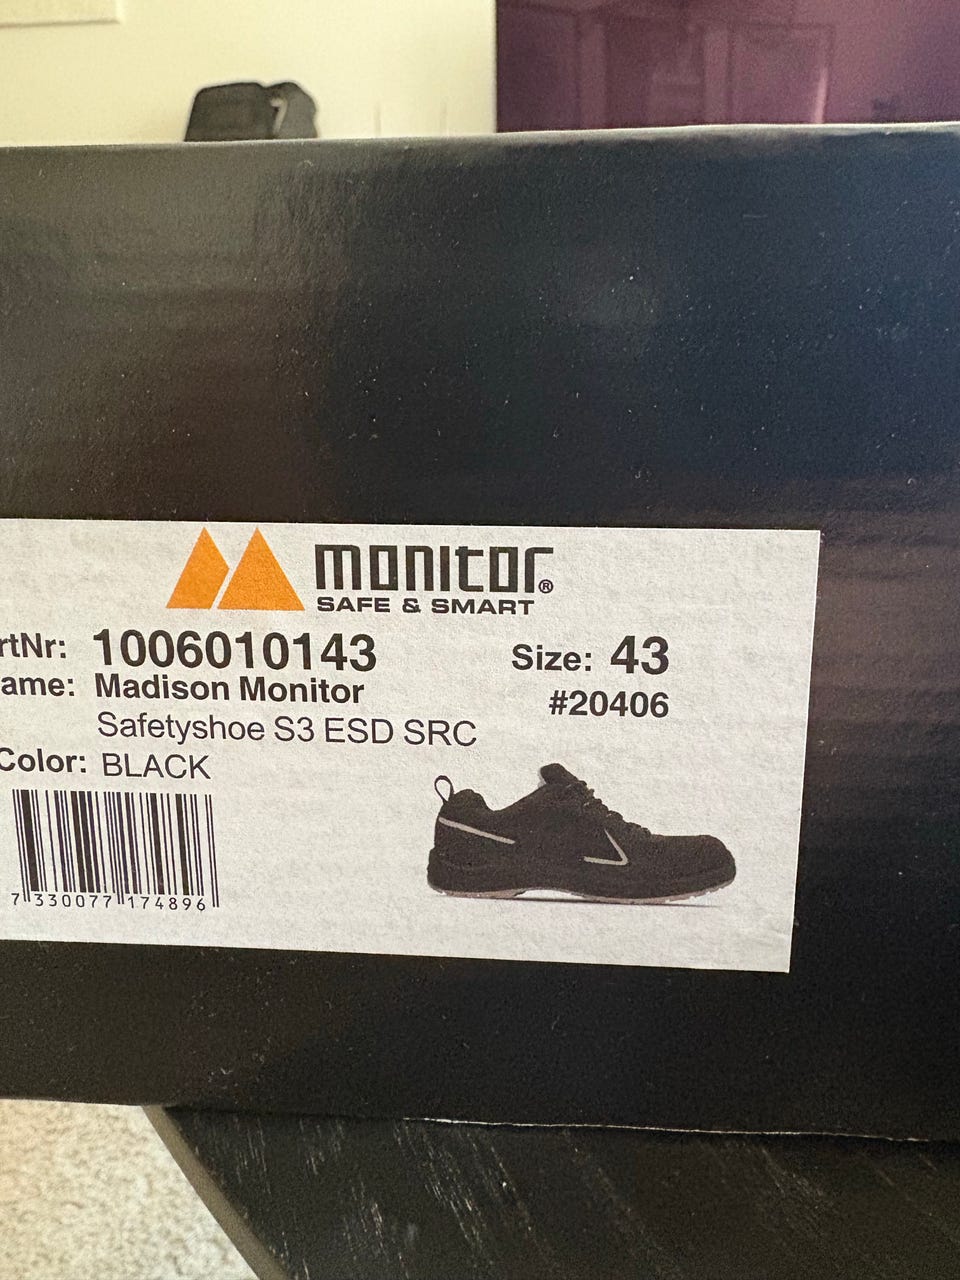 monitor®
SAFE & SMART
rtNr: 1006010143 Size: 43
ame: Madison Monitor #20406
Safetyshoe S3 ESD SRC
Color: BLACK
7 330077 174896